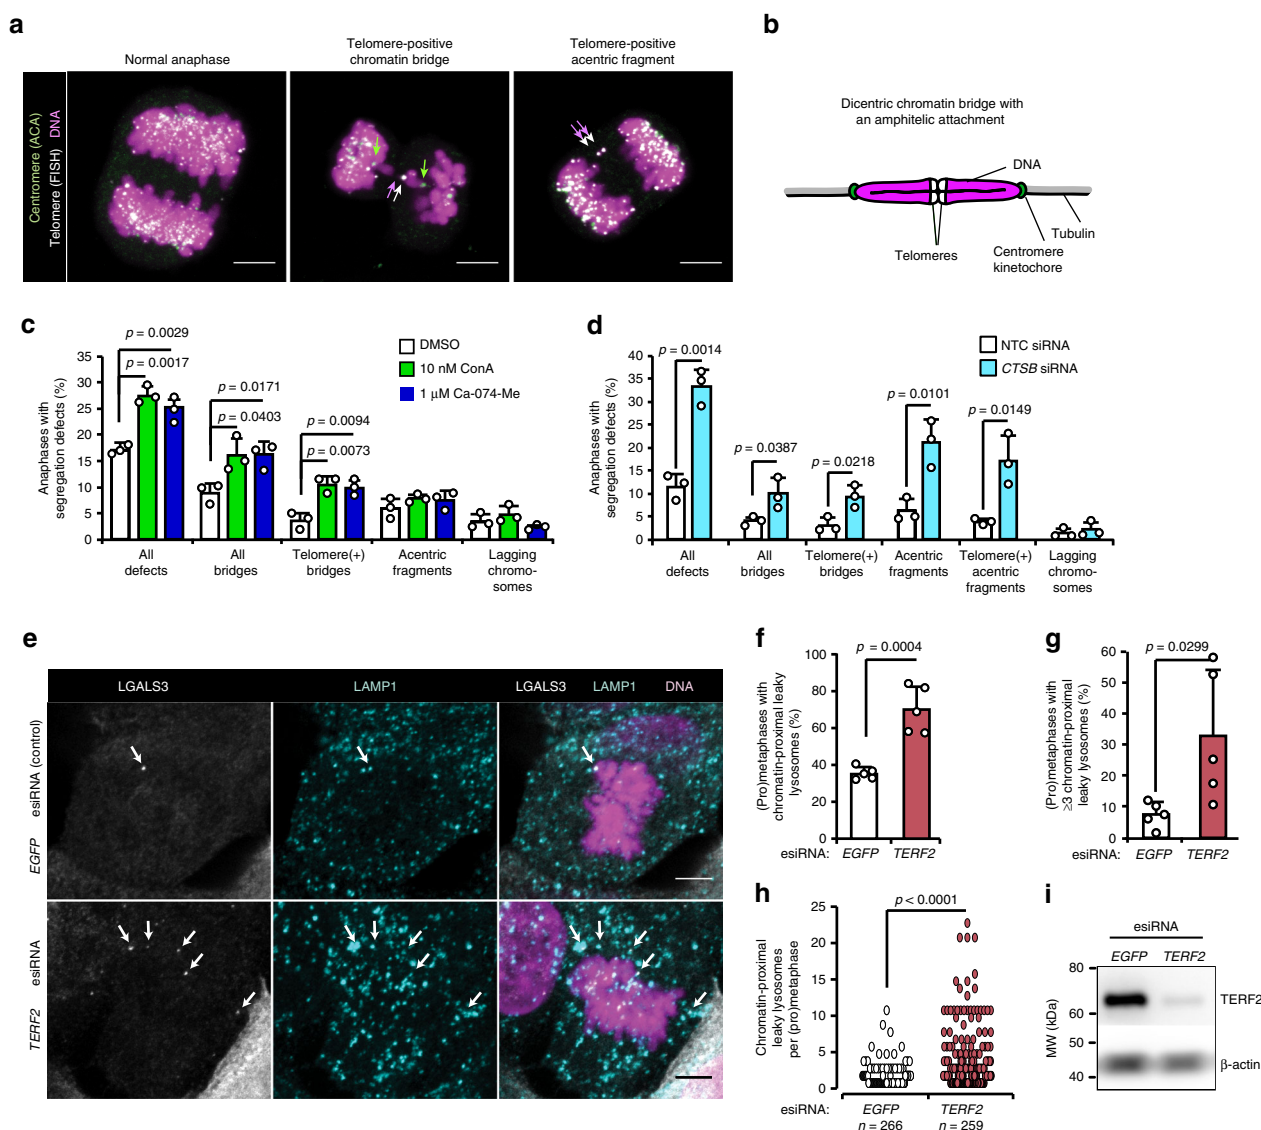 a
Normal anaphase
Telomere-positive
chromatin bridge
Telomere-positive
acentric fragment
Centromere (ACA) DNA
Telomere (FISH)
b
Dicentric chromatin bridge with
an amphitelic attachment
DNA
Tubulin
Telomeres
Centromere
kinetochore
c
Anaphases with
segregation defects (%)
35
30
25
20
15
10
5
0
p = 0.0029
p = 0.0017
p = 0.0171
p = 0.0403
p = 0.0094
p = 0.0073
DMSO
10 nM ConA
1 μM Ca-074-Me
All
defects
All
bridges
Telomere(+)
bridges
Acentric
fragments
Lagging
chromo-
somes
d
Anaphases with
segregation defects (%)
40
35
30
25
20
15
10
5
0
p = 0.0014
p = 0.0387
p = 0.0218
p = 0.0101
p = 0.0149
NTC siRNA
CTSB siRNA
All
defects
All
bridges
Telomere(+)
bridges
Acentric
fragments
Telomere(+)
acentric
fragments
Lagging
chromo-
somes
e
LGALS3
LAMP1
LGALS3 LAMP1 DNA
EGFP esiRNA (control)
TERF2 esiRNA
f
(Pro)metaphases with
chromatin-proximal leaky
lysosomes (%)
100
80
60
40
20
0
p = 0.0004
esiRNA: EGFP TERF2
g
(Pro)metaphases with
≥3 chromatin-proximal
leaky lysosomes (%)
60
50
40
30
20
10
0
p = 0.0299
esiRNA: EGFP TERF2
h
Chromatin-proximal
leaky lysosomes
per (pro)metaphase
25
20
15
10
5
0
p < 0.0001
esiRNA: EGFP TERF2
n = 266 n = 259
i
esiRNA
EGFP TERF2
MW (kDa)
80
60
50
40
TERF2
β-actin